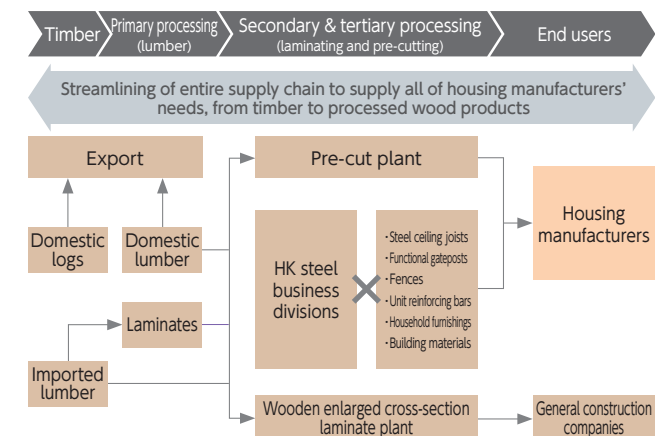 Timber
Primary processing
(lumber)
Secondary & tertiary processing
(laminating and pre-cutting)
End users
Streamlining of entire supply chain to supply all of housing manufacturers'
needs, from timber to processed wood products
Export
Pre-cut plant
Domestic
logs
Domestic
lumber
HK steel
business
divisions
・Steel ceiling joists
・Functional gateposts
・Fences
・Unit reinforcing bars
・Household furnishings
・Building materials
Housing
manufacturers
Laminates
Imported
lumber
Wooden enlarged cross-section
laminate plant
General construction
companies